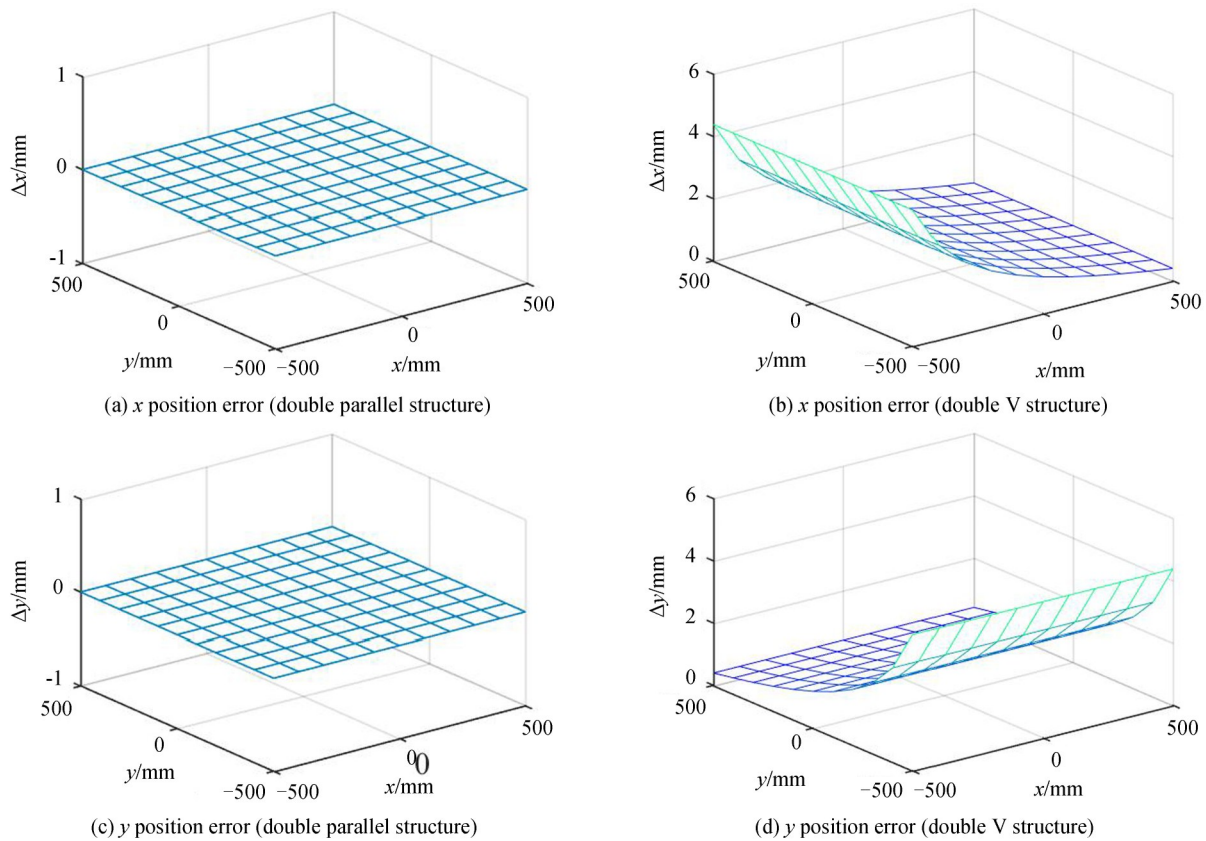 1
0
-1
Δx/mm
500
0
−500
y/mm
−500
0
500
x/mm
(a) x position error (double parallel structure)
6
4
2
0
Δx/mm
500
0
−500
y/mm
−500
0
500
x/mm
(b) x position error (double V structure)
1
0
-1
Δy/mm
500
0
−500
y/mm
−500
0
0
500
x/mm
(c) y position error (double parallel structure)
6
4
2
0
Δy/mm
500
0
−500
y/mm
−500
0
500
x/mm
(d) y position error (double V structure)